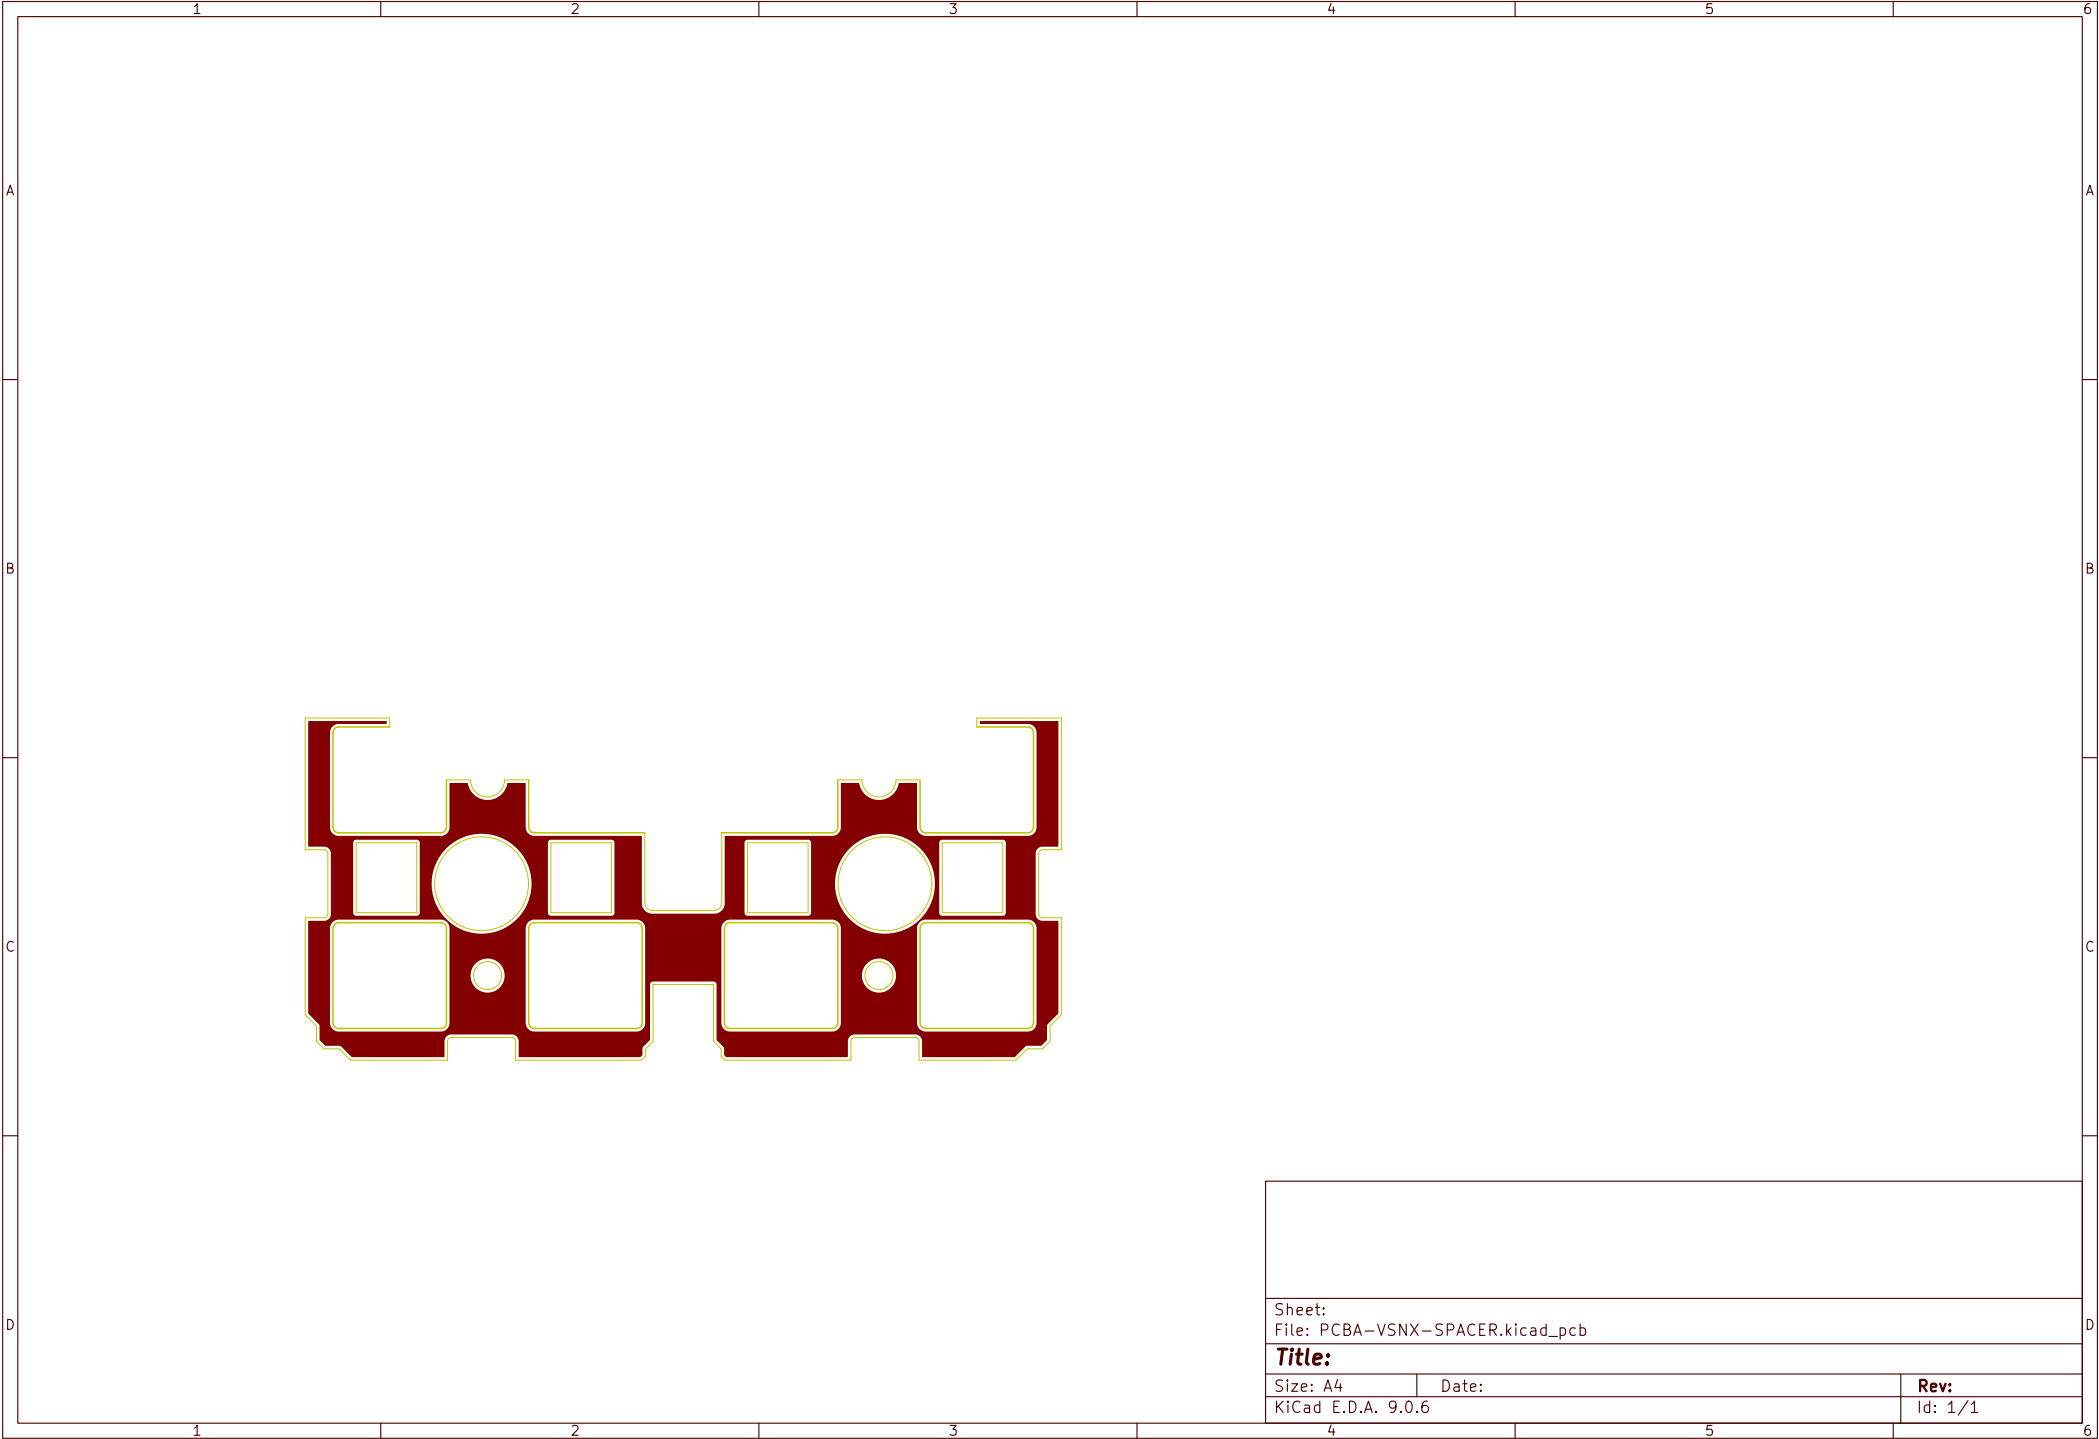 1 2 3 4 5 6
A A
B B
C C
D D
Sheet:
File: PCBA-VSNX-SPACER.kicad_pcb
Title:
Size: A4 Date: Rev:
KiCad E.D.A. 9.0.6 Id: 1/1
1 2 3 4 5 6